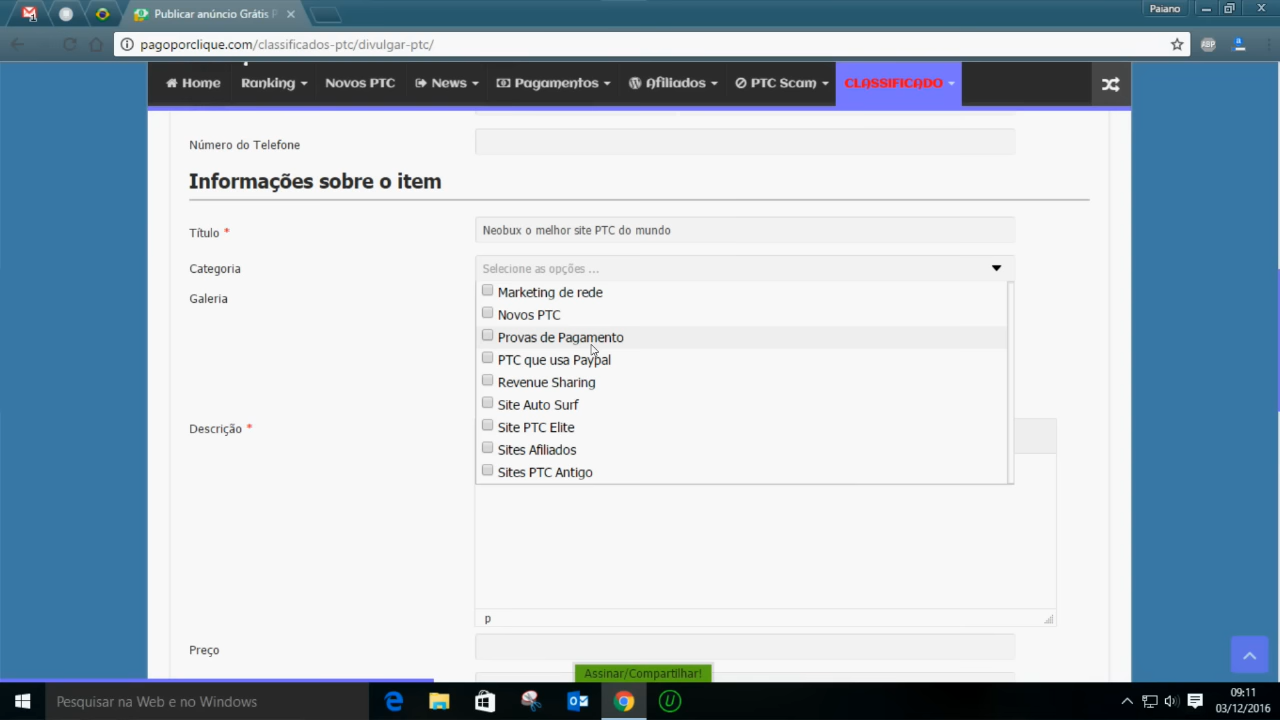 Publicar anúncio Grátis P
Paiano
pagoporclique.com/classificados-ptc/divulgar-ptc/
ABP
Home Ranking Novos PTC News Pagamentos Afiliados PTC Scam CLASSIFICADO
Número do Telefone
Informações sobre o item
Título * Neobux o melhor site PTC do mundo
Categoria Selecione as opções ...
Galeria
Marketing de rede
Novos PTC
Provas de Pagamento
PTC que usa Paypal
Revenue Sharing
Site Auto Surf
Site PTC Elite
Sites Afiliados
Sites PTC Antigo
Descrição *
p
Preço
Assinar/Compartilhar!
Pesquisar na Web e no Windows
09:11
03/12/2016